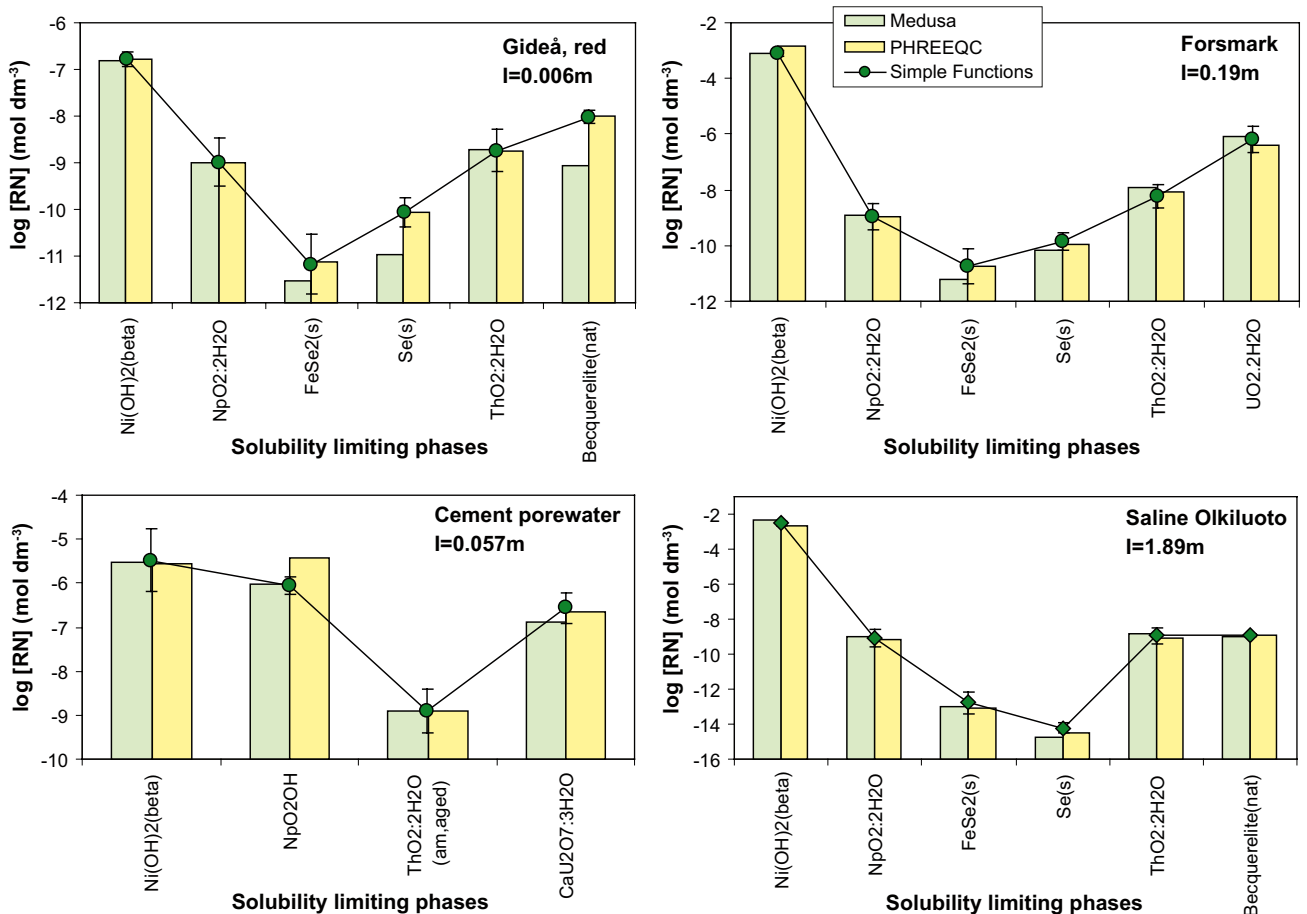 Gideå, red
I=0.006m
log [RN] (mol dm-3)
-6
-7
-8
-9
-10
-11
-12
Ni(OH)2(beta)
NpO2:2H2O
FeSe2(s)
Se(s)
ThO2:2H2O
Becquerelite(nat)
Solubility limiting phases
Medusa
PHREEQC
Simple Functions
Forsmark
I=0.19m
log [RN] (mol dm-3)
-2
-4
-6
-8
-10
-12
Ni(OH)2(beta)
NpO2:2H2O
FeSe2(s)
Se(s)
ThO2:2H2O
UO2:2H2O
Solubility limiting phases
Cement porewater
I=0.057m
log [RN] (mol dm-3)
-4
-5
-6
-7
-8
-9
-10
Ni(OH)2(beta)
NpO2OH
ThO2:2H2O
(am,aged)
CaU2O7:3H2O
Solubility limiting phases
Saline Olkiluoto
I=1.89m
log [RN] (mol dm-3)
-2
-4
-6
-8
-10
-12
-14
-16
Ni(OH)2(beta)
NpO2:2H2O
FeSe2(s)
Se(s)
ThO2:2H2O
Becquerelite(nat)
Solubility limiting phases